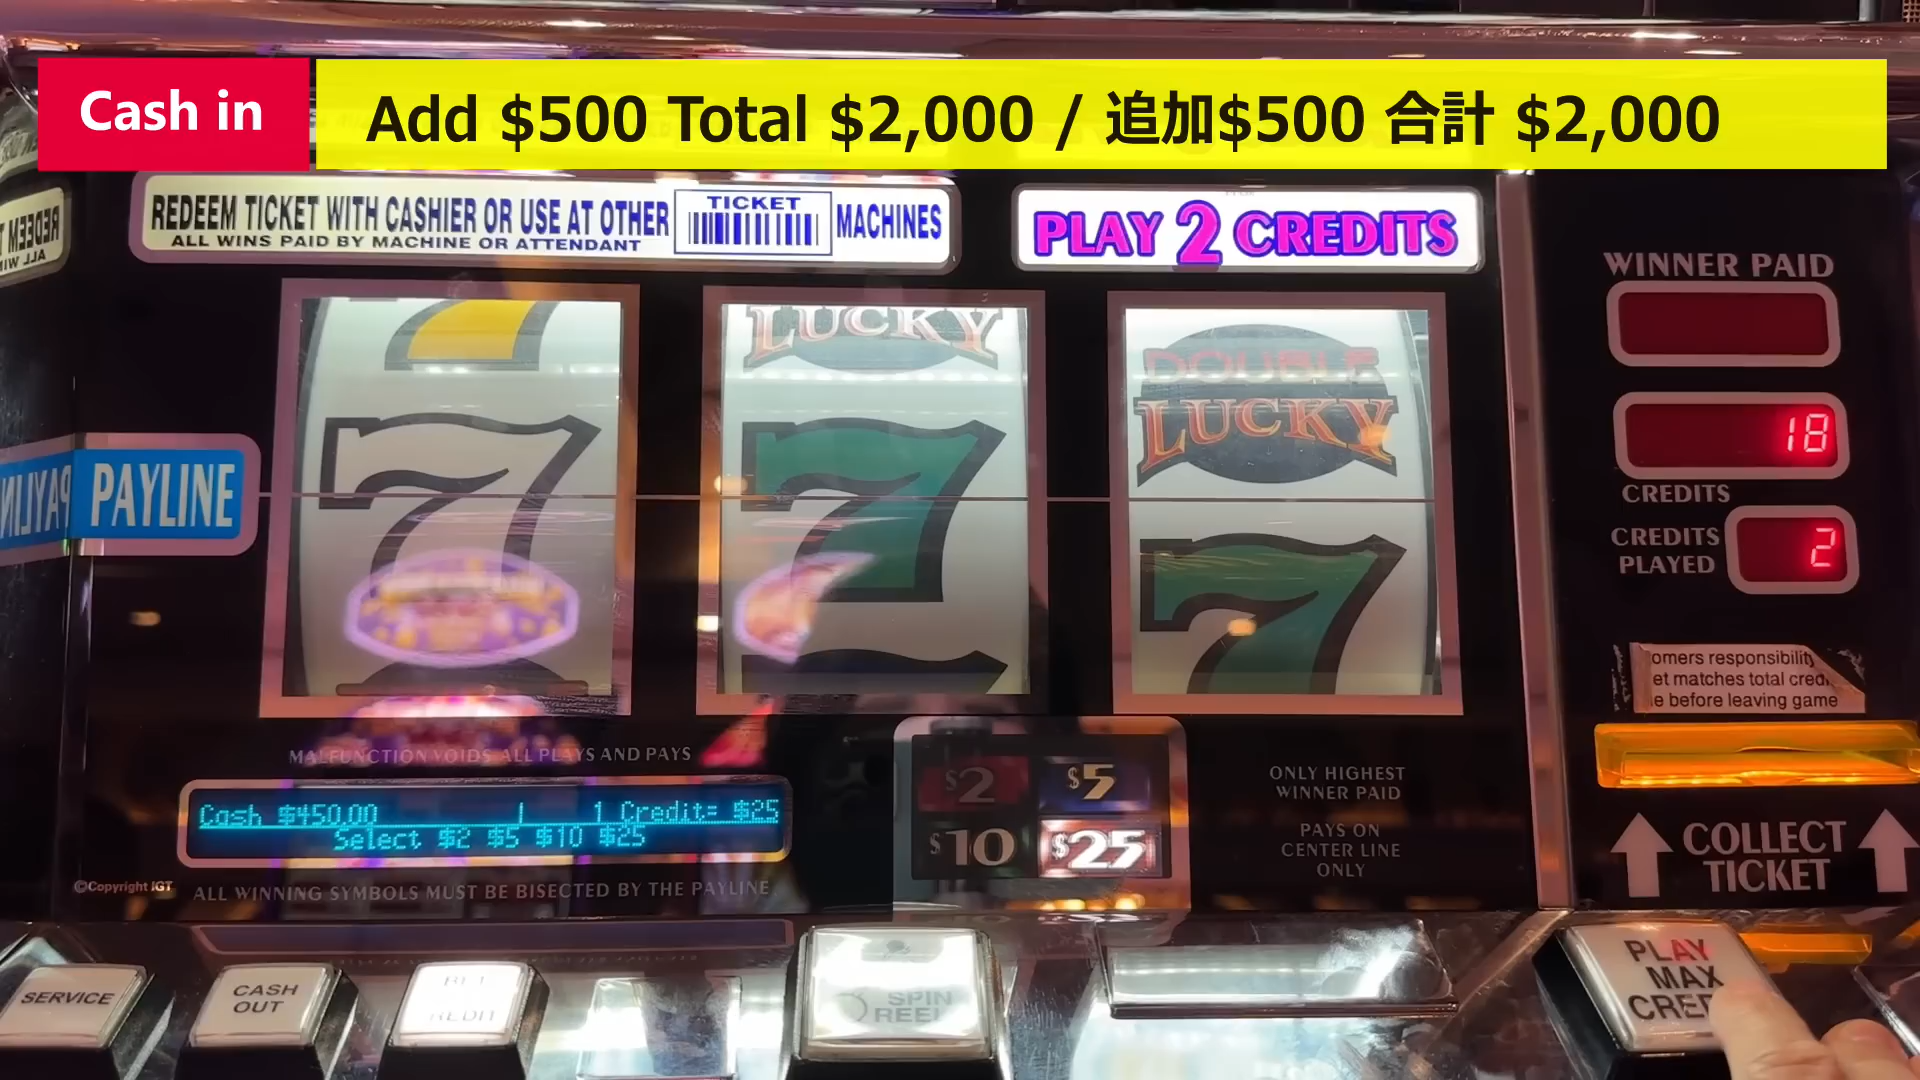 Cash in
Add $500 Total $2,000 / 追加$500 合計 $2,000
REDEEM TICKET WITH CASHIER OR USE AT OTHER
TICKET
MACHINES
ALL WINS PAID BY MACHINE OR ATTENDANT
PLAY 2 CREDITS
WINNER PAID
LUCKY
DOUBLE
LUCKY
7
7
7
PAYLINE
PAYLINE
18
CREDITS
CREDITS
PLAYED
2
omers responsibility
et matches total credi
e before leaving game
MALFUNCTION VOIDS ALL PLAYS AND PAYS
Cash $450.00 | 1 Credit= $25
Select $2 $5 $10 $25
$2 $5
$10 $25
ONLY HIGHEST
WINNER PAID
PAYS ON
CENTER LINE
ONLY
COLLECT
TICKET
©Copyright IGT
ALL WINNING SYMBOLS MUST BE BISECTED BY THE PAYLINE
SERVICE
CASH
OUT
SPIN
REEL
PLAY
MAX
CRED